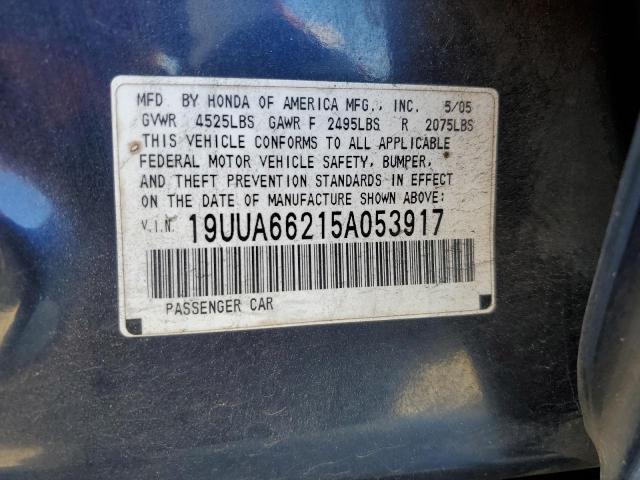 MFD BY HONDA OF AMERICA MFG., INC. 5/05
GVWR 4525LBS GAWR F 2495LBS R 2075LBS
THIS VEHICLE CONFORMS TO ALL APPLICABLE
FEDERAL MOTOR VEHICLE SAFETY, BUMPER,
AND THEFT PREVENTION STANDARDS IN EFFECT
ON THE DATE OF MANUFACTURE SHOWN ABOVE:
V.I.N. 19UUA66215A053917
PASSENGER CAR